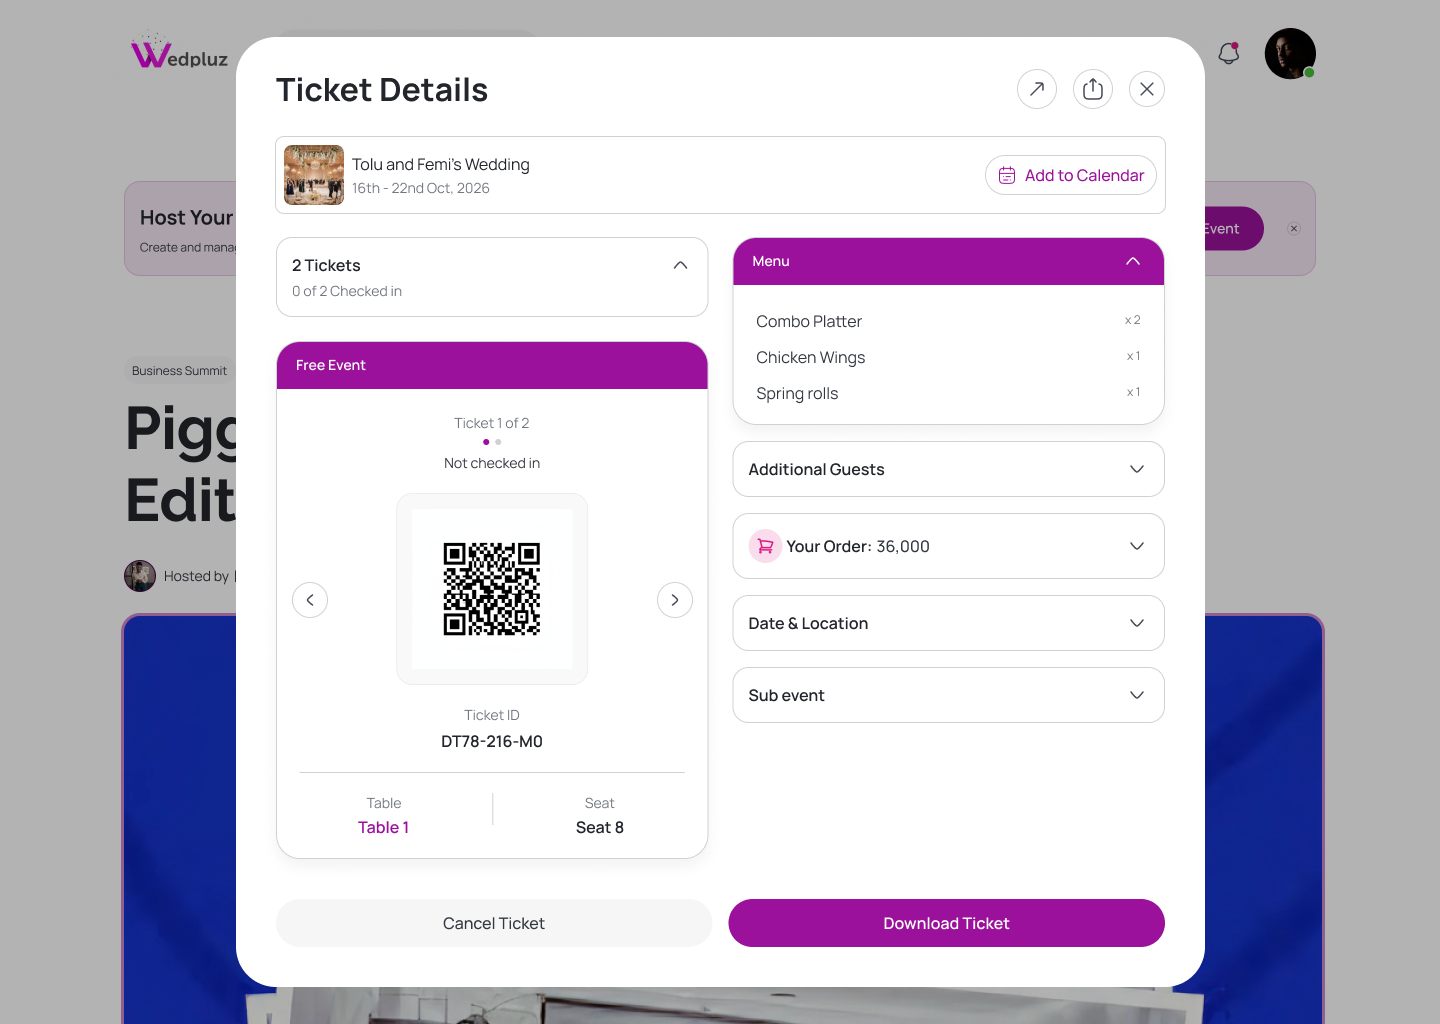 Wedpluz
Ticket Details
Tolu and Femi's Wedding
16th - 22nd Oct, 2026
Add to Calendar
Host Your
Create and manag
Event
2 Tickets
0 of 2 Checked in
Free Event
Ticket 1 of 2
Not checked in
Ticket ID
DT78-216-M0
Table
Table 1
Seat
Seat 8
Menu
Combo Platter
x 2
Chicken Wings
x 1
Spring rolls
x 1
Additional Guests
Your Order: 36,000
Date & Location
Sub event
Business Summit
Pigg
Edit
Hosted by
Cancel Ticket
Download Ticket